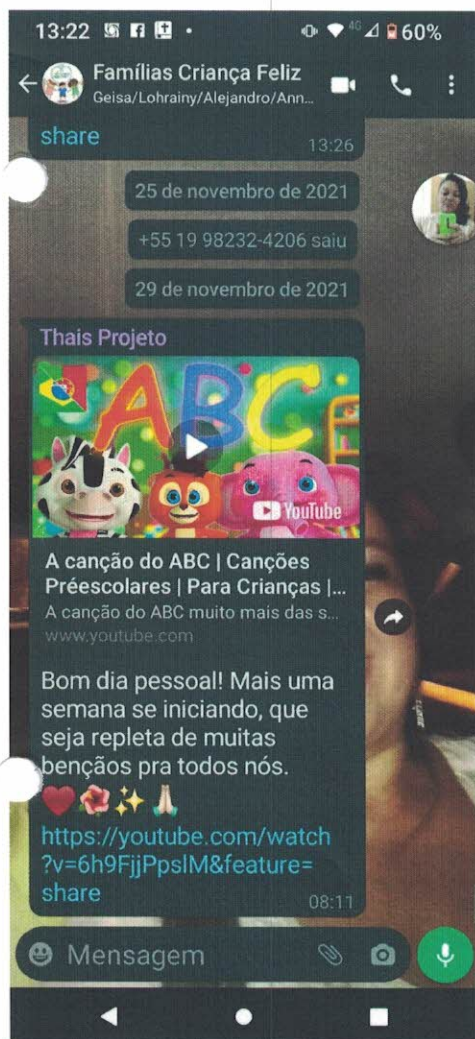 13:22
4G
60%
Famílias Criança Feliz
Geisa/Lohrainy/Alejandro/Ann...
share
13:26
25 de novembro de 2021
+55 19 98232-4206 saiu
29 de novembro de 2021
Thais Projeto
ABC
YouTube
A canção do ABC | Canções
Préescolares | Para Crianças |...
A canção do ABC muito mais das s...
www.youtube.com
Bom dia pessoal! Mais uma
semana se iniciando, que
seja repleta de muitas
bençãos pra todos nós.
https://youtube.com/watch
?v=6h9FjjPpslM&feature=
share
08:11
Mensagem